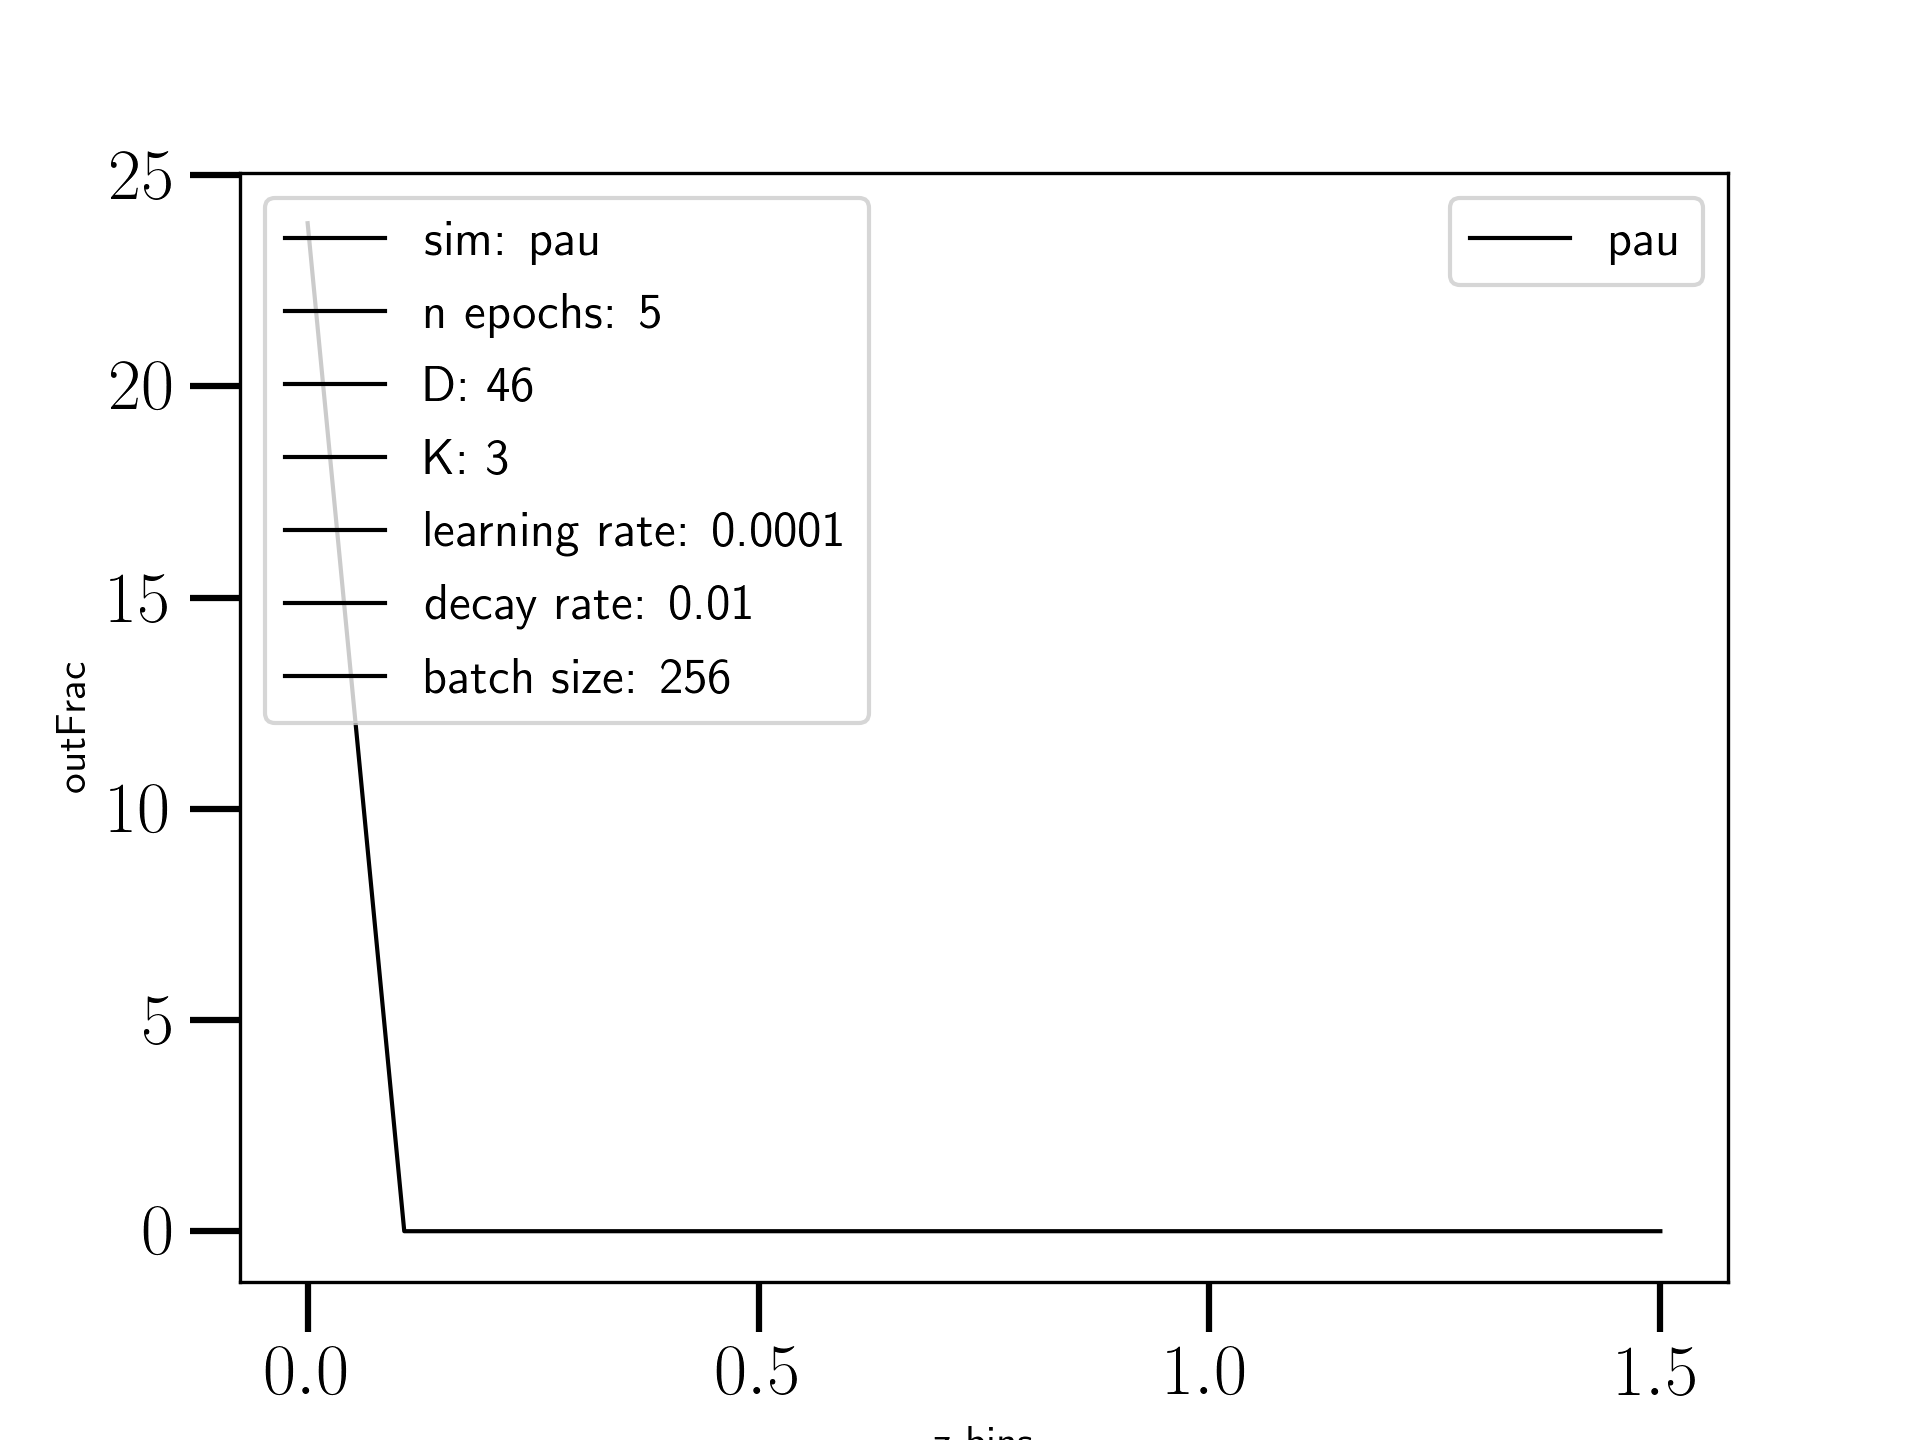 25
20
15
10
5
0
outFrac
sim: pau
n epochs: 5
D: 46
K: 3
learning rate: 0.0001
decay rate: 0.01
batch size: 256
pau
0.0 0.5 1.0 1.5
z bins